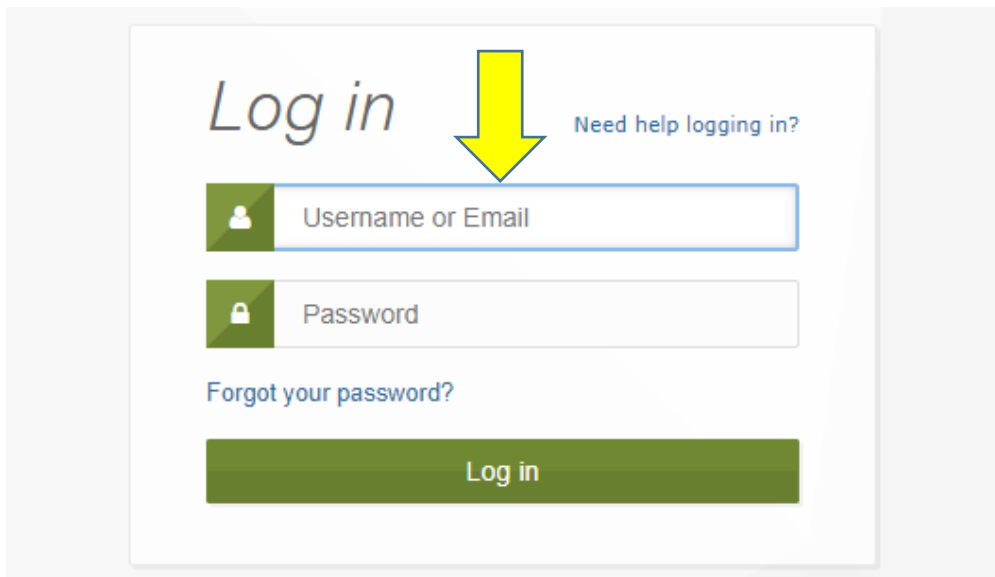 Log in
Need help logging in?
Username or Email
Password
Forgot your password?
Log in